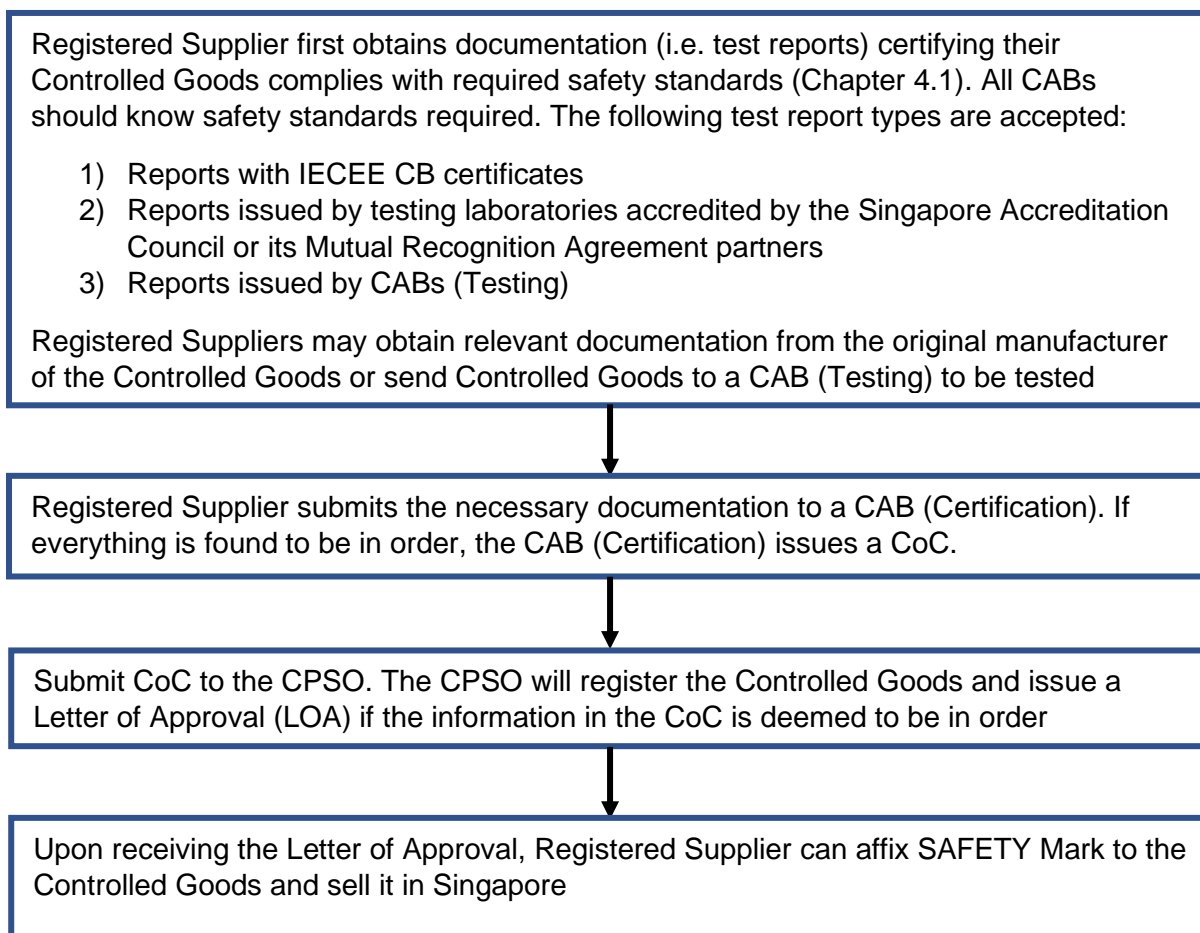 Registered Supplier first obtains documentation (i.e. test reports) certifying their
Controlled Goods complies with required safety standards (Chapter 4.1). All CABs
should know safety standards required. The following test report types are accepted:
1) Reports with IECEE CB certificates
2) Reports issued by testing laboratories accredited by the Singapore Accreditation
Council or its Mutual Recognition Agreement partners
3) Reports issued by CABs (Testing)
Registered Suppliers may obtain relevant documentation from the original manufacturer
of the Controlled Goods or send Controlled Goods to a CAB (Testing) to be tested
Registered Supplier submits the necessary documentation to a CAB (Certification). If
everything is found to be in order, the CAB (Certification) issues a CoC.
Submit CoC to the CPSO. The CPSO will register the Controlled Goods and issue a
Letter of Approval (LOA) if the information in the CoC is deemed to be in order
Upon receiving the Letter of Approval, Registered Supplier can affix SAFETY Mark to the
Controlled Goods and sell it in Singapore